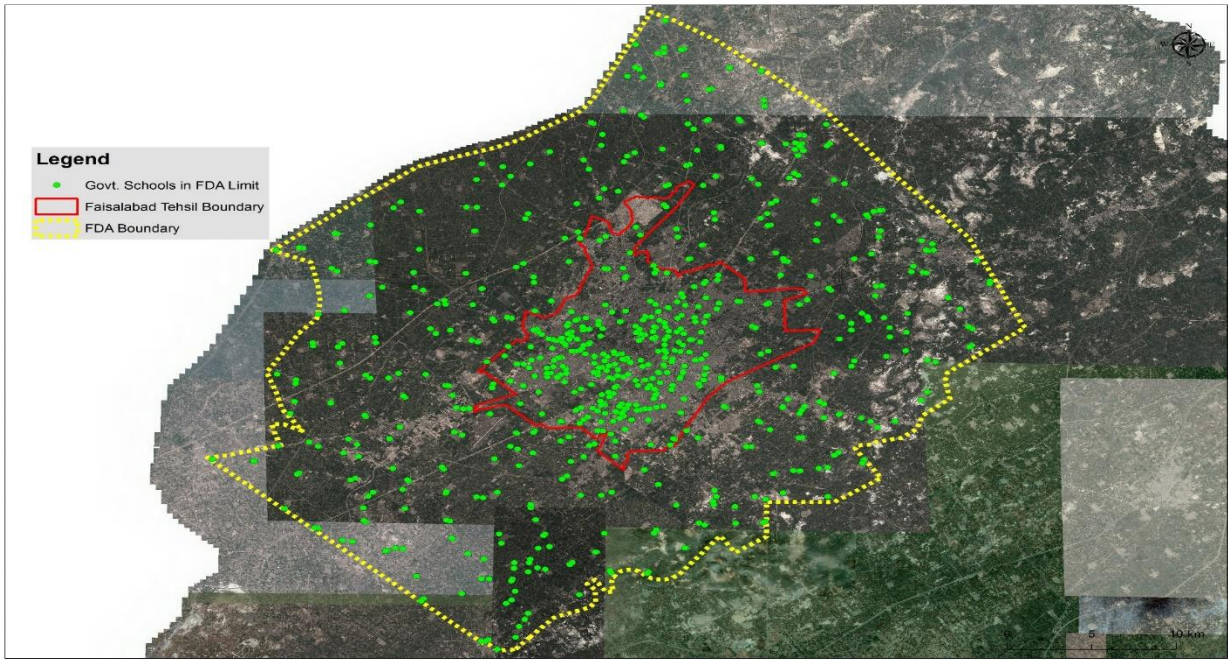 N
W E
Legend
Govt. Schools in FDA Limit
Faisalabad Tehsil Boundary
FDA Boundary
0 5 10 km